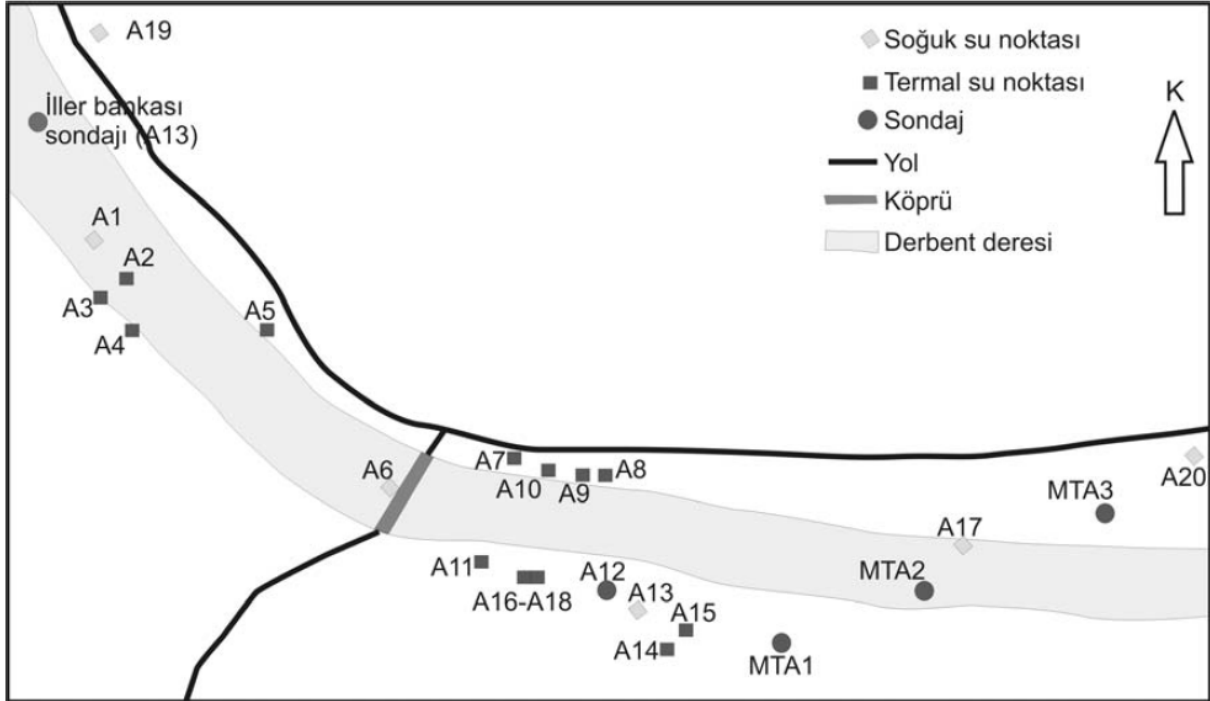 A19
Soğuk su noktası
Termal su noktası
K
İller bankası
sondajı (A13)
Sondaj
Yol
Köprü
Derbent deresi
A1
A2
A3
A4
A5
A6
A7
A10
A9
A8
A20
MTA3
A17
A11
A16-A18
A12
A13
A15
A14
MTA2
MTA1